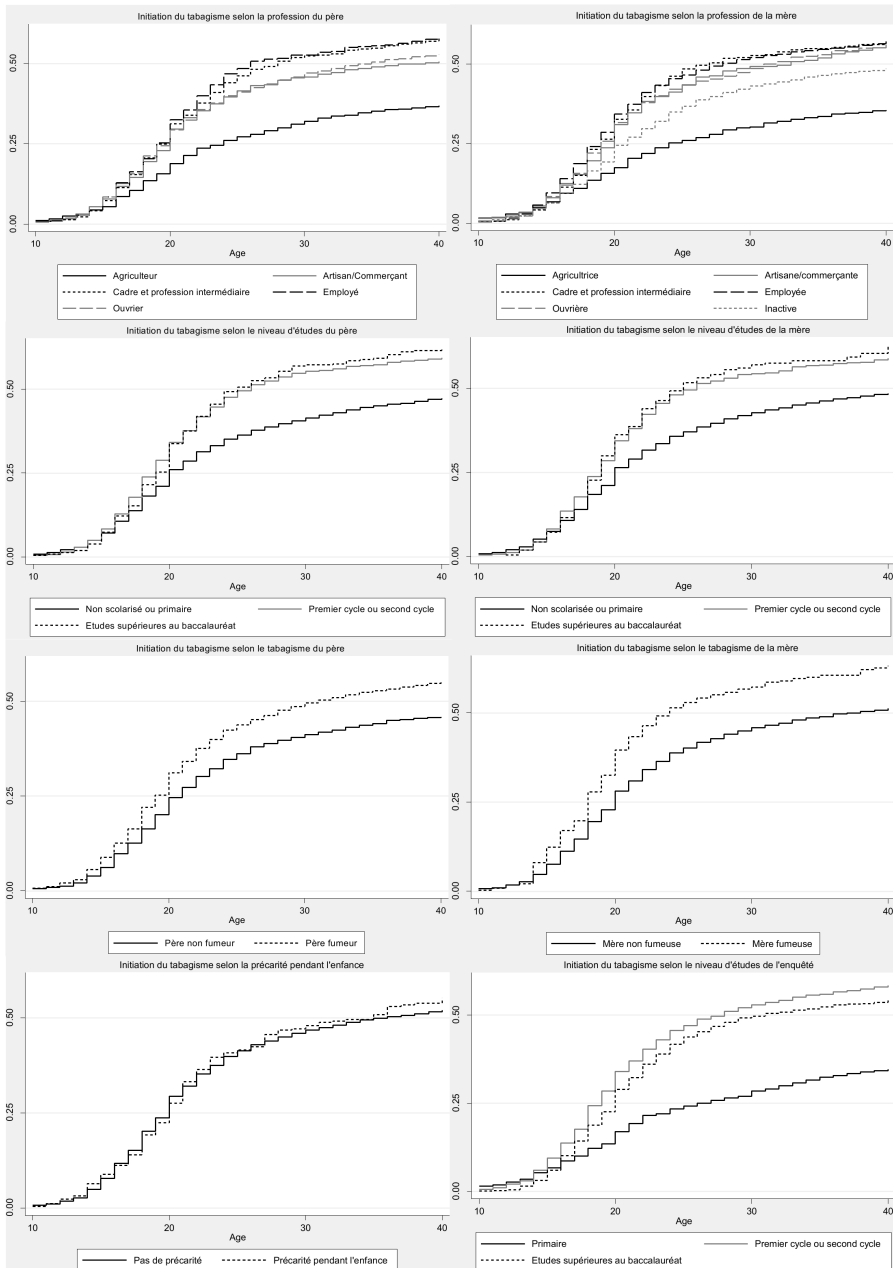 Initiation du tabagisme selon la profession du père
0.50
0.25
0.00
10 20 30 40
Age
Agriculteur Artisan/Commerçant
Cadre et profession intermédiaire Employé
Ouvrier
Initiation du tabagisme selon la profession de la mère
0.50
0.25
0.00
10 20 30 40
Age
Agricultrice Artisane/commerçante
Cadre et profession intermédiaire Employée
Ouvrière Inactive
Initiation du tabagisme selon le niveau d'études du père
0.50
0.25
0.00
10 20 30 40
Age
Non scolarisé ou primaire Premier cycle ou second cycle
Etudes supérieures au baccalauréat
Initiation du tabagisme selon le niveau d'études de la mère
0.50
0.25
0.00
10 20 30 40
Age
Non scolarisée ou primaire Premier cycle ou second cycle
Etudes supérieures au baccalauréat
Initiation du tabagisme selon le tabagisme du père
0.50
0.25
0.00
10 20 30 40
Age
Père non fumeur Père fumeur
Initiation du tabagisme selon le tabagisme de la mère
0.50
0.25
0.00
10 20 30 40
Age
Mère non fumeuse Mère fumeuse
Initiation du tabagisme selon la précarité pendant l'enfance
0.50
0.25
0.00
10 20 30 40
Age
Pas de précarité Précarité pendant l'enfance
Initiation du tabagisme selon le niveau d'études de l'enquêté
0.50
0.25
0.00
10 20 30 40
Age
Primaire Premier cycle ou second cycle
Etudes supérieures au baccalauréat